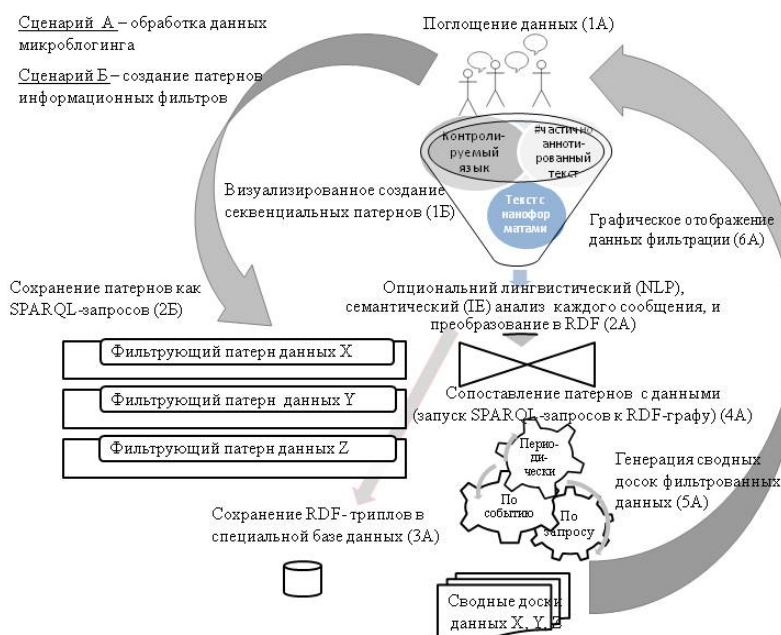 Сценарий А – обработка данных
микроблогинга
Сценарий Б – создание патернов
информационных фильтров
Поглощение данных (1А)
Контроли-
руемый
язык
#частично
аннотиро-
ванный
текст
Текст с
нанофор
матами
Визуализированное создание
секвенциальных патернов (1Б)
Графическое отображение
данных фильтрации (6А)
Сохранение патернов как
SPARQL-запросов (2Б)
Опциональний лингвистический (NLP),
семантический (IE) анализ каждого сообщения, и
преобразование в RDF (2А)
Фильтрующий патерн данных X
Фильтрующий патерн данных Y
Фильтрующий патерн данных Z
Сопоставление патернов с данными
(запуск SPARQL-запросов к RDF-графу) (4А)
Перио-
ди-
чески
По
событию
По
запросу
Генерация сводных
досок фильтрованных
данных (5А)
Сохранение RDF- триплов в
специальной базе данных (3А)
Сводные доски
данных X, Y, Z